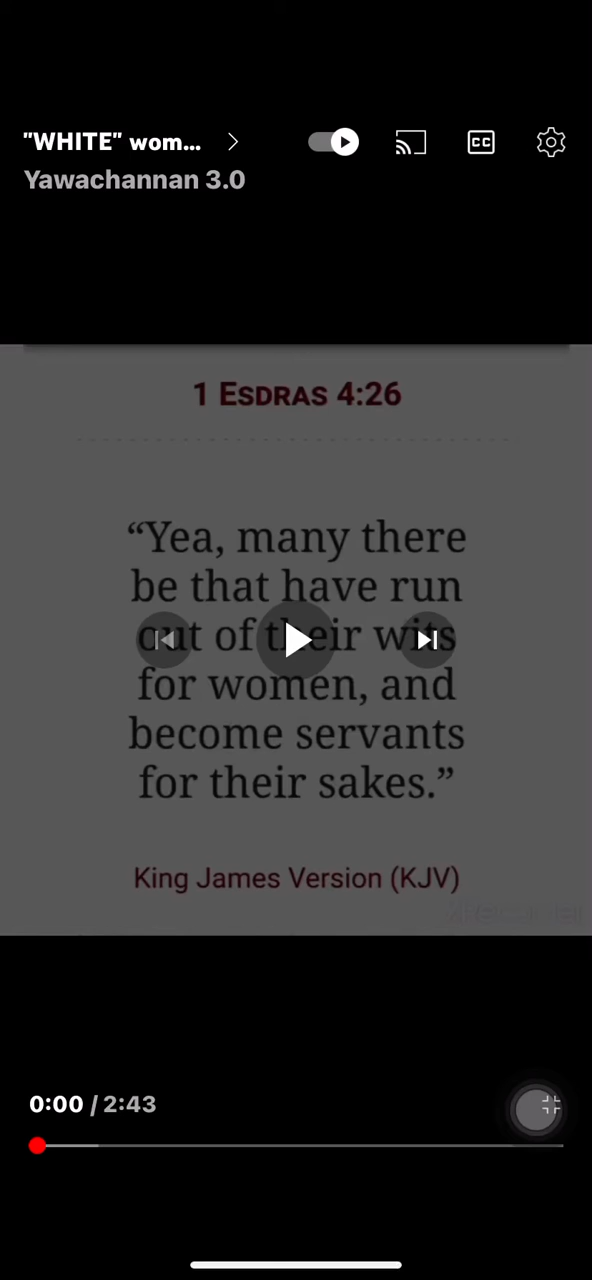 "WHITE" wom...
CC
Yawachannan 3.0
1 ESDRAS 4:26
“Yea, many there
be that have run
out of their wits
for women, and
become servants
for their sakes.”
King James Version (KJV)
0:00 / 2:43